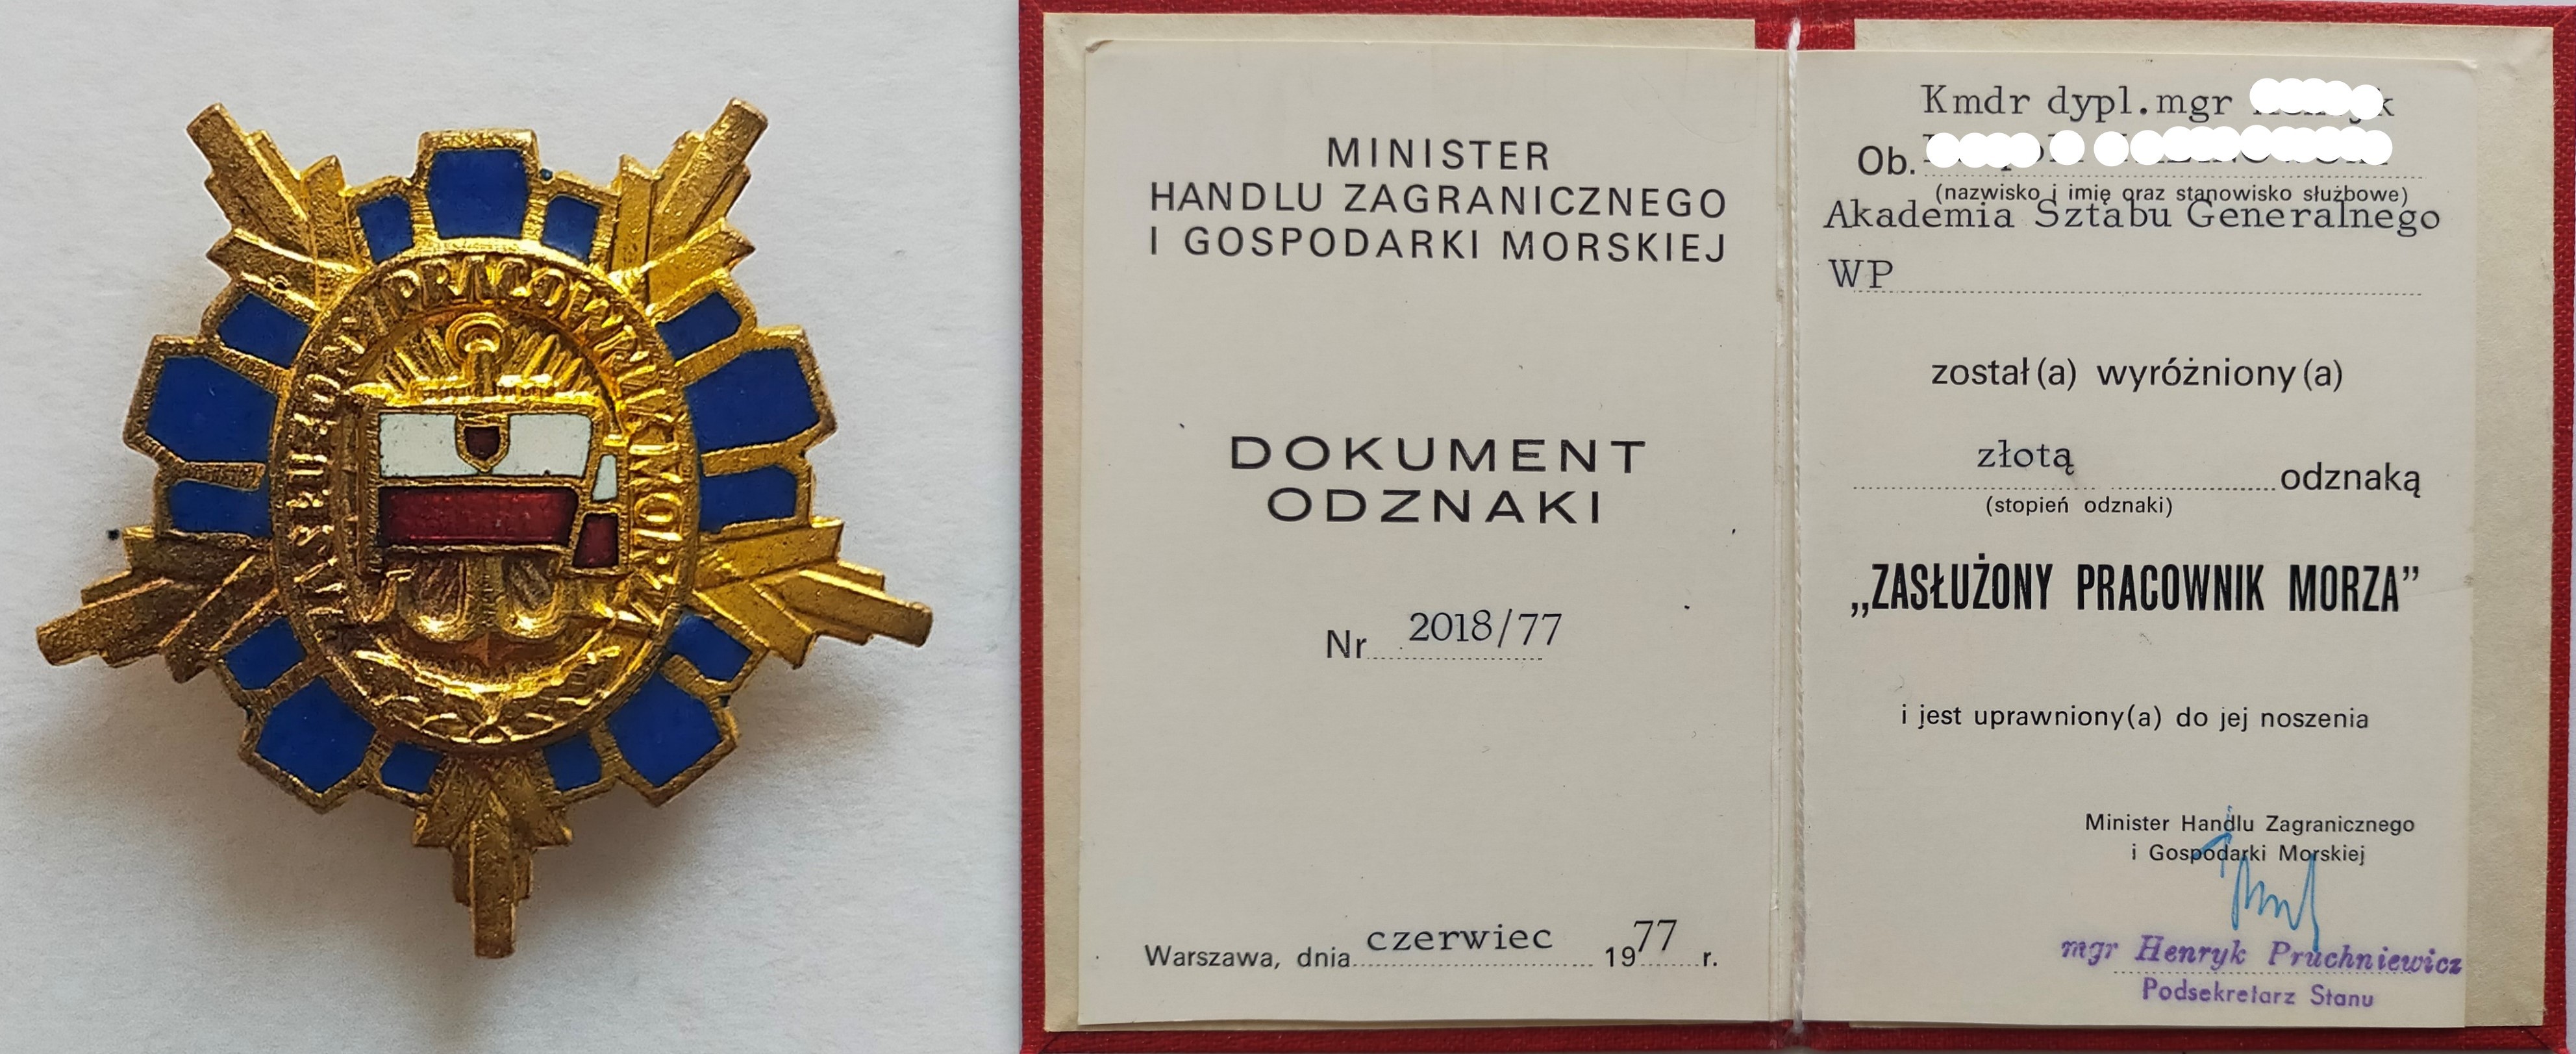 ZASŁUŻONY PRACOWNIK MORZA
MINISTER
HANDLU ZAGRANICZNEGO
I GOSPODARKI MORSKIEJ
DOKUMENT
ODZNAKI
Nr 2018/77
Warszawa, dnia czerwiec 1977 r.
Kmdr dypl.mgr
Ob.
(nazwisko i imię oraz stanowisko służbowe)
Akademia Sztabu Generalnego
WP
został(a) wyróżniony(a)
złotą odznaką
(stopień odznaki)
„ZASŁUŻONY PRACOWNIK MORZA”
i jest uprawniony(a) do jej noszenia
Minister Handlu Zagranicznego
i Gospodarki Morskiej
mgr Henryk Pruchniewicz
Podsekretarz Stanu